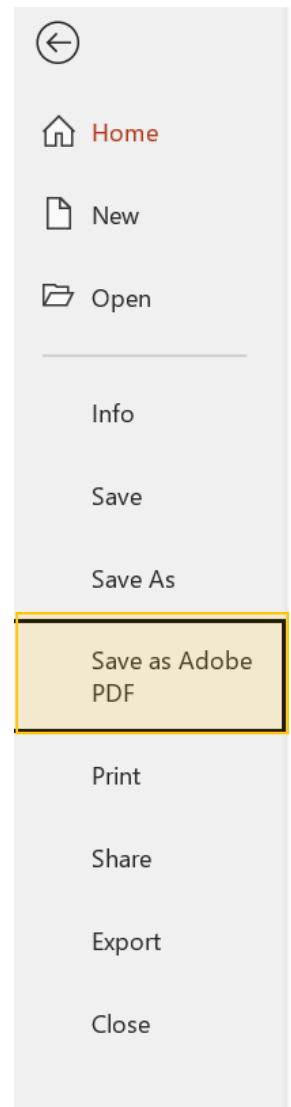 Home
New
Open
Info
Save
Save As
Save as Adobe
PDF
Print
Share
Export
Close